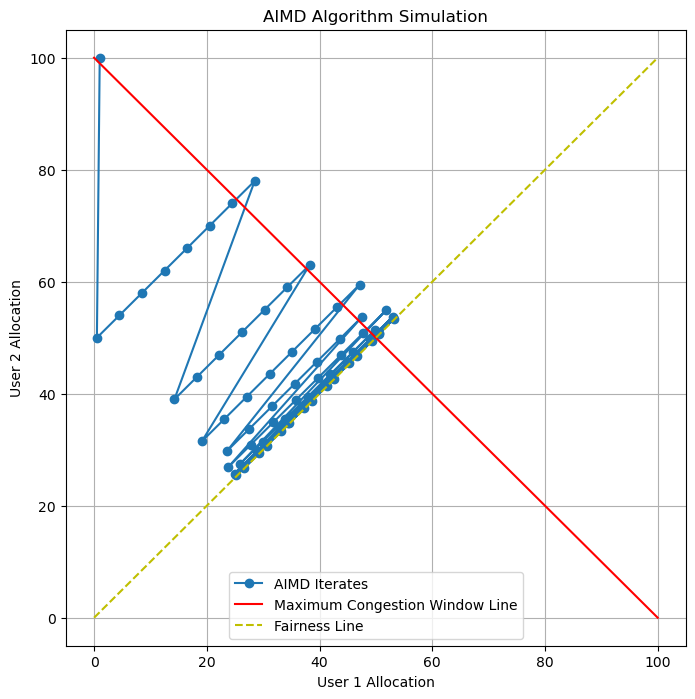 AIMD Algorithm Simulation
User 2 Allocation
100
80
60
40
20
0
AIMD Iterates
Maximum Congestion Window Line
Fairness Line
0 20 40 60 80 100
User 1 Allocation